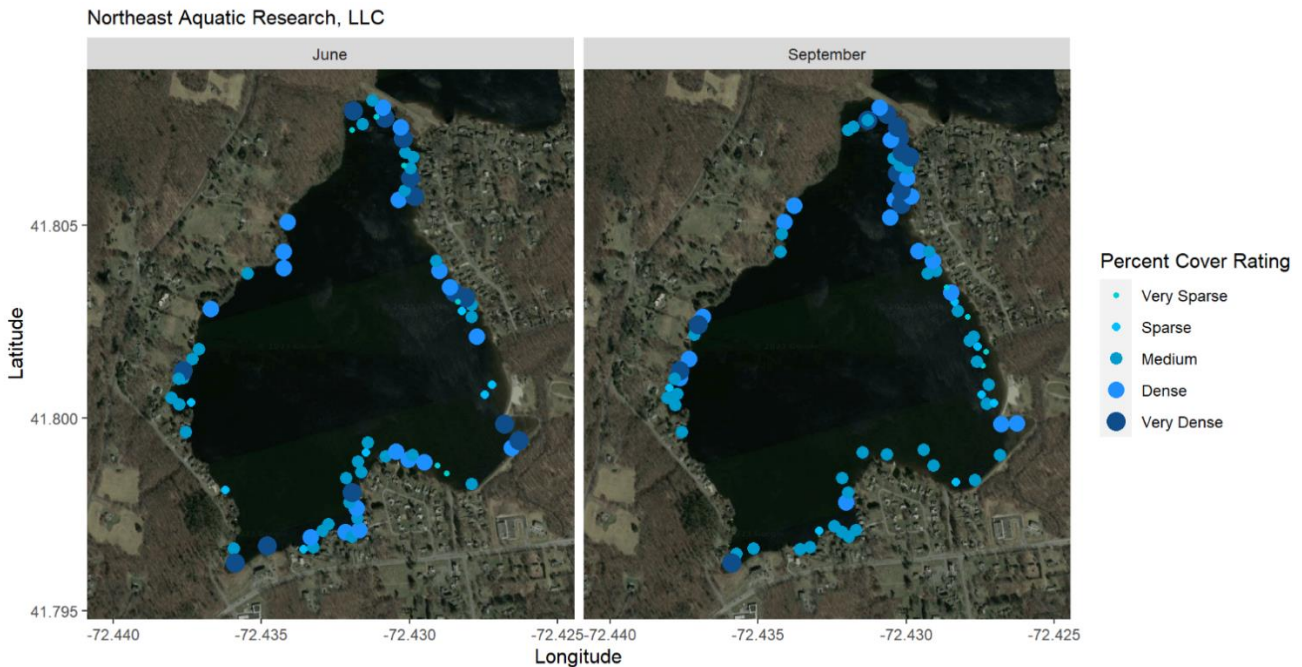 Northeast Aquatic Research, LLC
June
September
41.805
41.800
41.795
Latitude
-72.440
-72.435
-72.430
-72.425
-72.440
-72.435
-72.430
-72.425
Longitude
Percent Cover Rating
Very Sparse
Sparse
Medium
Dense
Very Dense